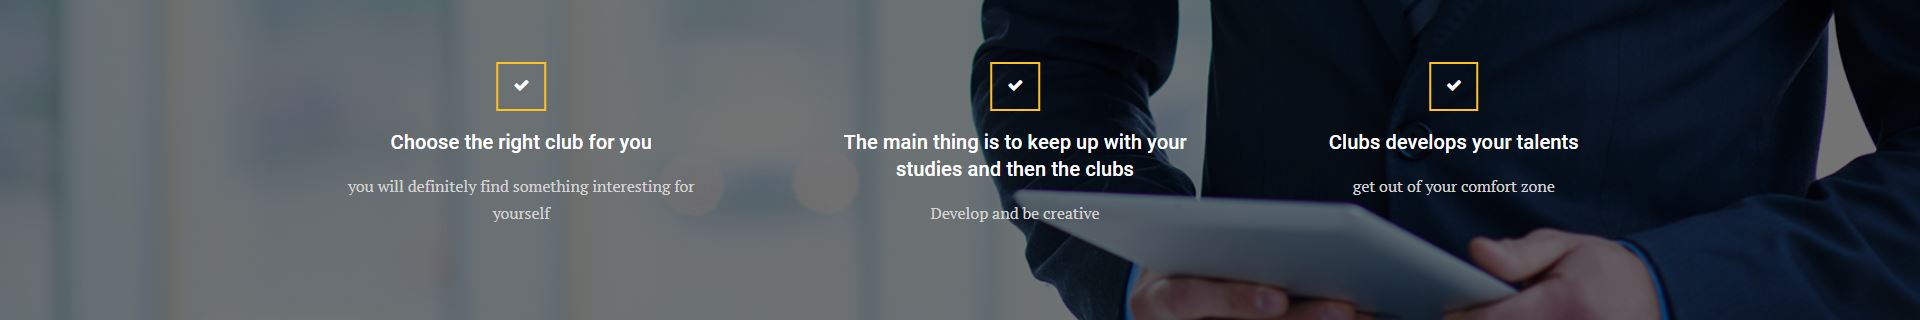 Choose the right club for you
you will definitely find something interesting for
yourself
The main thing is to keep up with your
studies and then the clubs
Develop and be creative
Clubs develops your talents
get out of your comfort zone